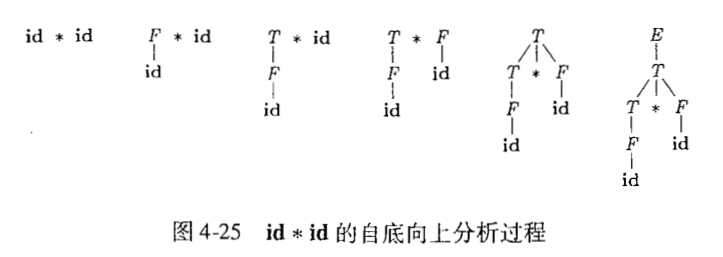 id * id F * id T * id T * F T E
id F F id T * F T
id id F id T * F
id F id
id
图 4-25 id * id 的自底向上分析过程